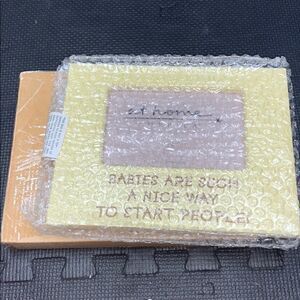 at home
BABIES ARE SUCH
A NICE WAY
TO START PEOPLE!